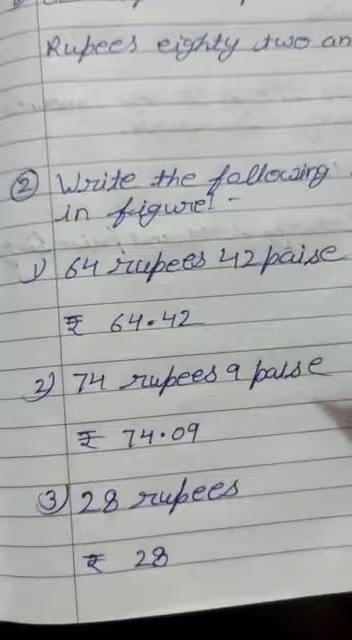 Rupees eighty two an
② Write the following
in figure! -
1) 64 rupees 42 paise
₹ 64.42
2) 74 rupees 9 paise
₹ 74.09
③ 28 rupees
₹ 28